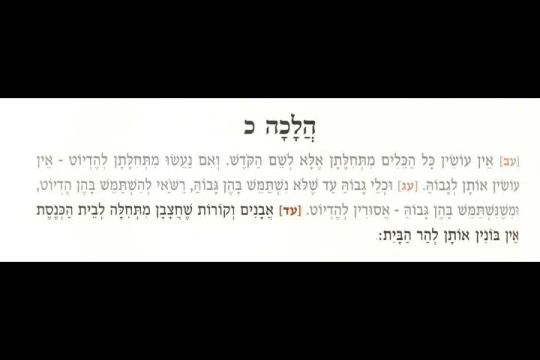 הֲלָכָה כ
[עב] אֵין עוֹשִׂין כָּל הַכֵּלִים מִתְּחִלָּתָן אֶלָּא לְשֵׁם הַקֹּדֶשׁ. וְאִם נַעֲשׂוּ מִתְּחִלָּתָן לְהֶדְיוֹט - אֵין
עוֹשִׂין אוֹתָן לְגָבוֹהַּ. [עג] וּכְלֵי גָבוֹהַּ עַד שֶׁלֹּא נִשְׁתַּמֵּשׁ בָּהֶן גָּבוֹהַּ, רַשַּׁאי לְהִשְׁתַּמֵּשׁ בָּהֶן הֶדְיוֹט,
וּמִשֶּׁנִּשְׁתַּמֵּשׁ בָּהֶן גָּבוֹהַּ - אֲסוּרִין לְהֶדְיוֹט. [עד] אֲבָנִים וְקוֹרוֹת שֶׁחֲצָבָן מִתְּחִלָּה לְבֵית הַכְּנֶסֶת
אֵין בּוֹנִין אוֹתָן לְהַר הַבָּיִת: